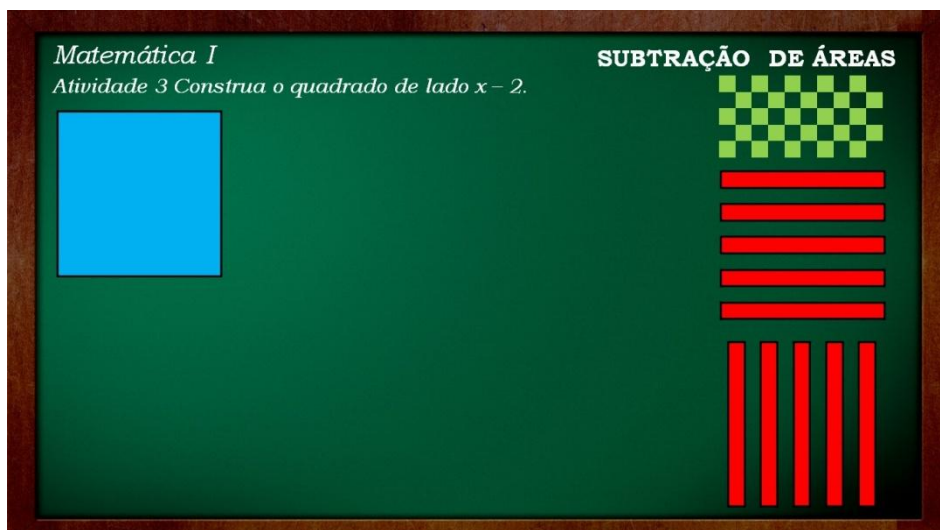 Matemática I
SUBTRAÇÃO DE ÁREAS
Atividade 3 Construa o quadrado de lado x – 2.